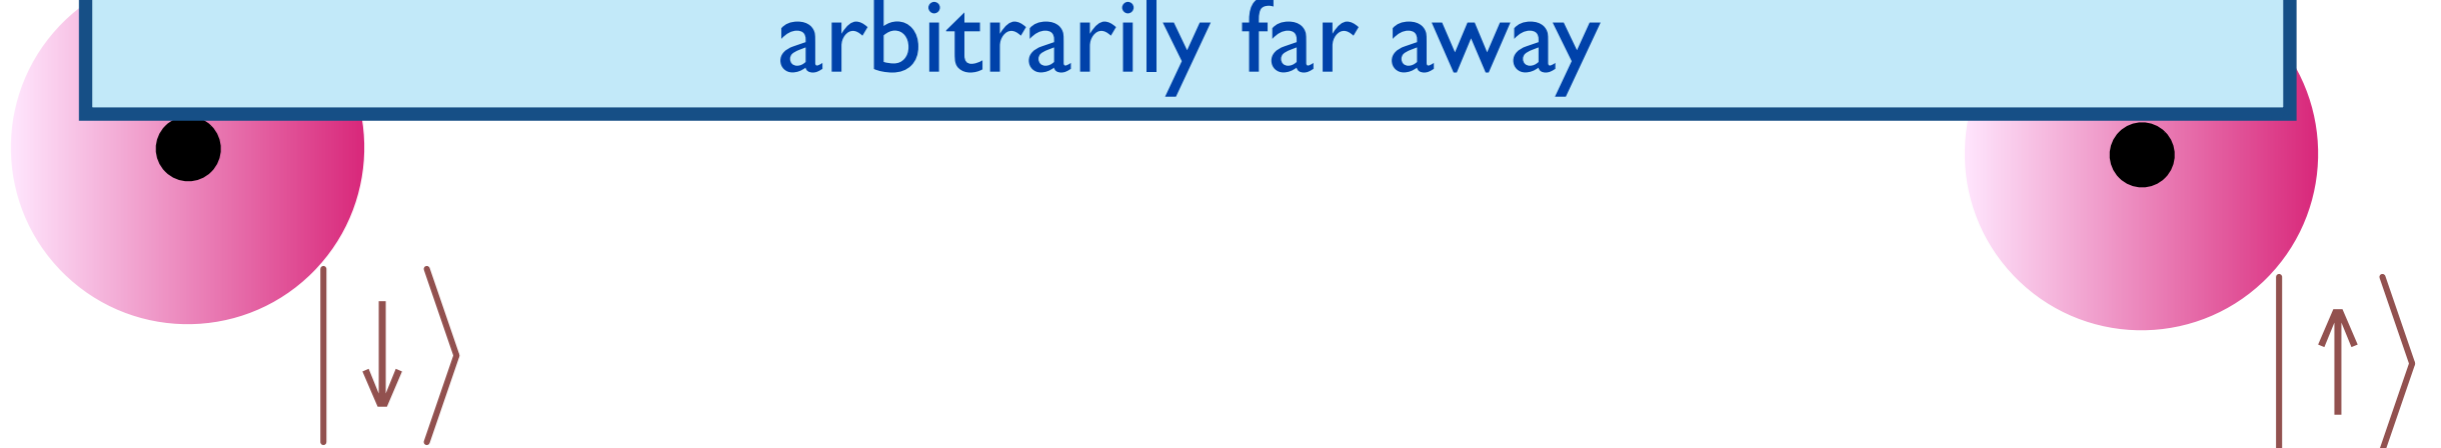 arbitrarily far away
|↓⟩ |↑⟩